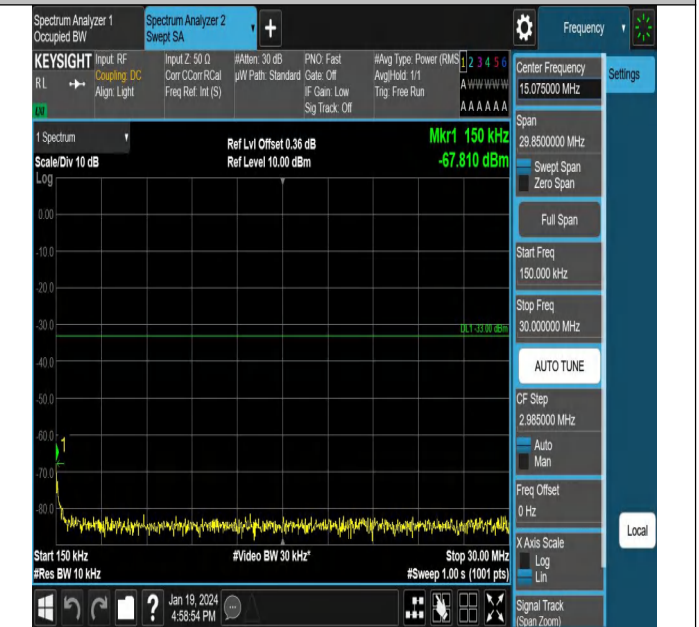 Spectrum Analyzer 1
Occupied BW
Spectrum Analyzer 2
Swept SA
+
Frequency
KEYSIGHT
RL
Input: RF
Coupling: DC
Align: Light
Input Z: 50 Ω
Corr CCorr RCal
Freq Ref: Int (S)
#Atten: 30 dB
µW Path: Standard
PNO: Fast
Gate: Off
IF Gain: Low
Sig Track: Off
#Avg Type: Power (RMS
Avg|Hold: 1/1
Trig: Free Run
1 2 3 4 5 6
A W W W W W
A A A A A A
1 Spectrum
Scale/Div 10 dB
Ref Lvl Offset 0.36 dB
Ref Level 10.00 dBm
Mkr1 150 kHz
-67.810 dBm
Log
0.00
-10.0
-20.0
-30.0
DL1 -33.00 dBm
-40.0
-50.0
-60.0
1
-70.0
-80.0
Start 150 kHz
#Res BW 10 kHz
#Video BW 30 kHz*
Stop 30.00 MHz
#Sweep 1.00 s (1001 pts)
Center Frequency
15.075000 MHz
Settings
Span
29.8500000 MHz
Swept Span
Zero Span
Full Span
Start Freq
150.000 kHz
Stop Freq
30.000000 MHz
AUTO TUNE
CF Step
2.985000 MHz
Auto
Man
Freq Offset
0 Hz
X Axis Scale
Log
Lin
Local
Signal Track
(Span Zoom)
?
Jan 19, 2024
4:58:54 PM